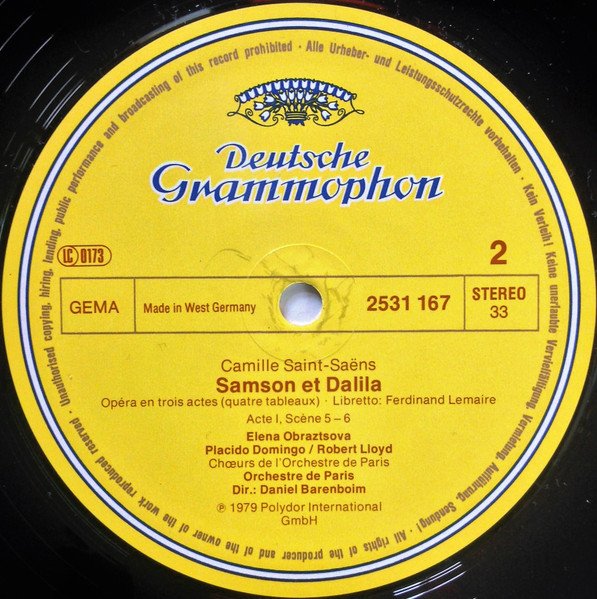 Alle Urheber- und Leistungsschutzrechte vorbehalten · Kein Verleih! Keine unerlaubte Vervielfältigung, Vermietung, Aufführung, Sendung! · All rights of the producer and of the owner of the work reproduced reserved · Unauthorised copying, hiring, lending, public performance and broadcasting of this record prohibited ·
Deutsche
Grammophon
LC 0173
2
GEMA
Made in West Germany
2531 167
STEREO
33
Camille Saint-Saëns
Samson et Dalila
Opéra en trois actes (quatre tableaux) · Libretto: Ferdinand Lemaire
Acte I, Scène 5 – 6
Elena Obraztsova
Placido Domingo / Robert Lloyd
Chœurs de l'Orchestre de Paris
Orchestre de Paris
Dir.: Daniel Barenboim
℗ 1979 Polydor International
GmbH